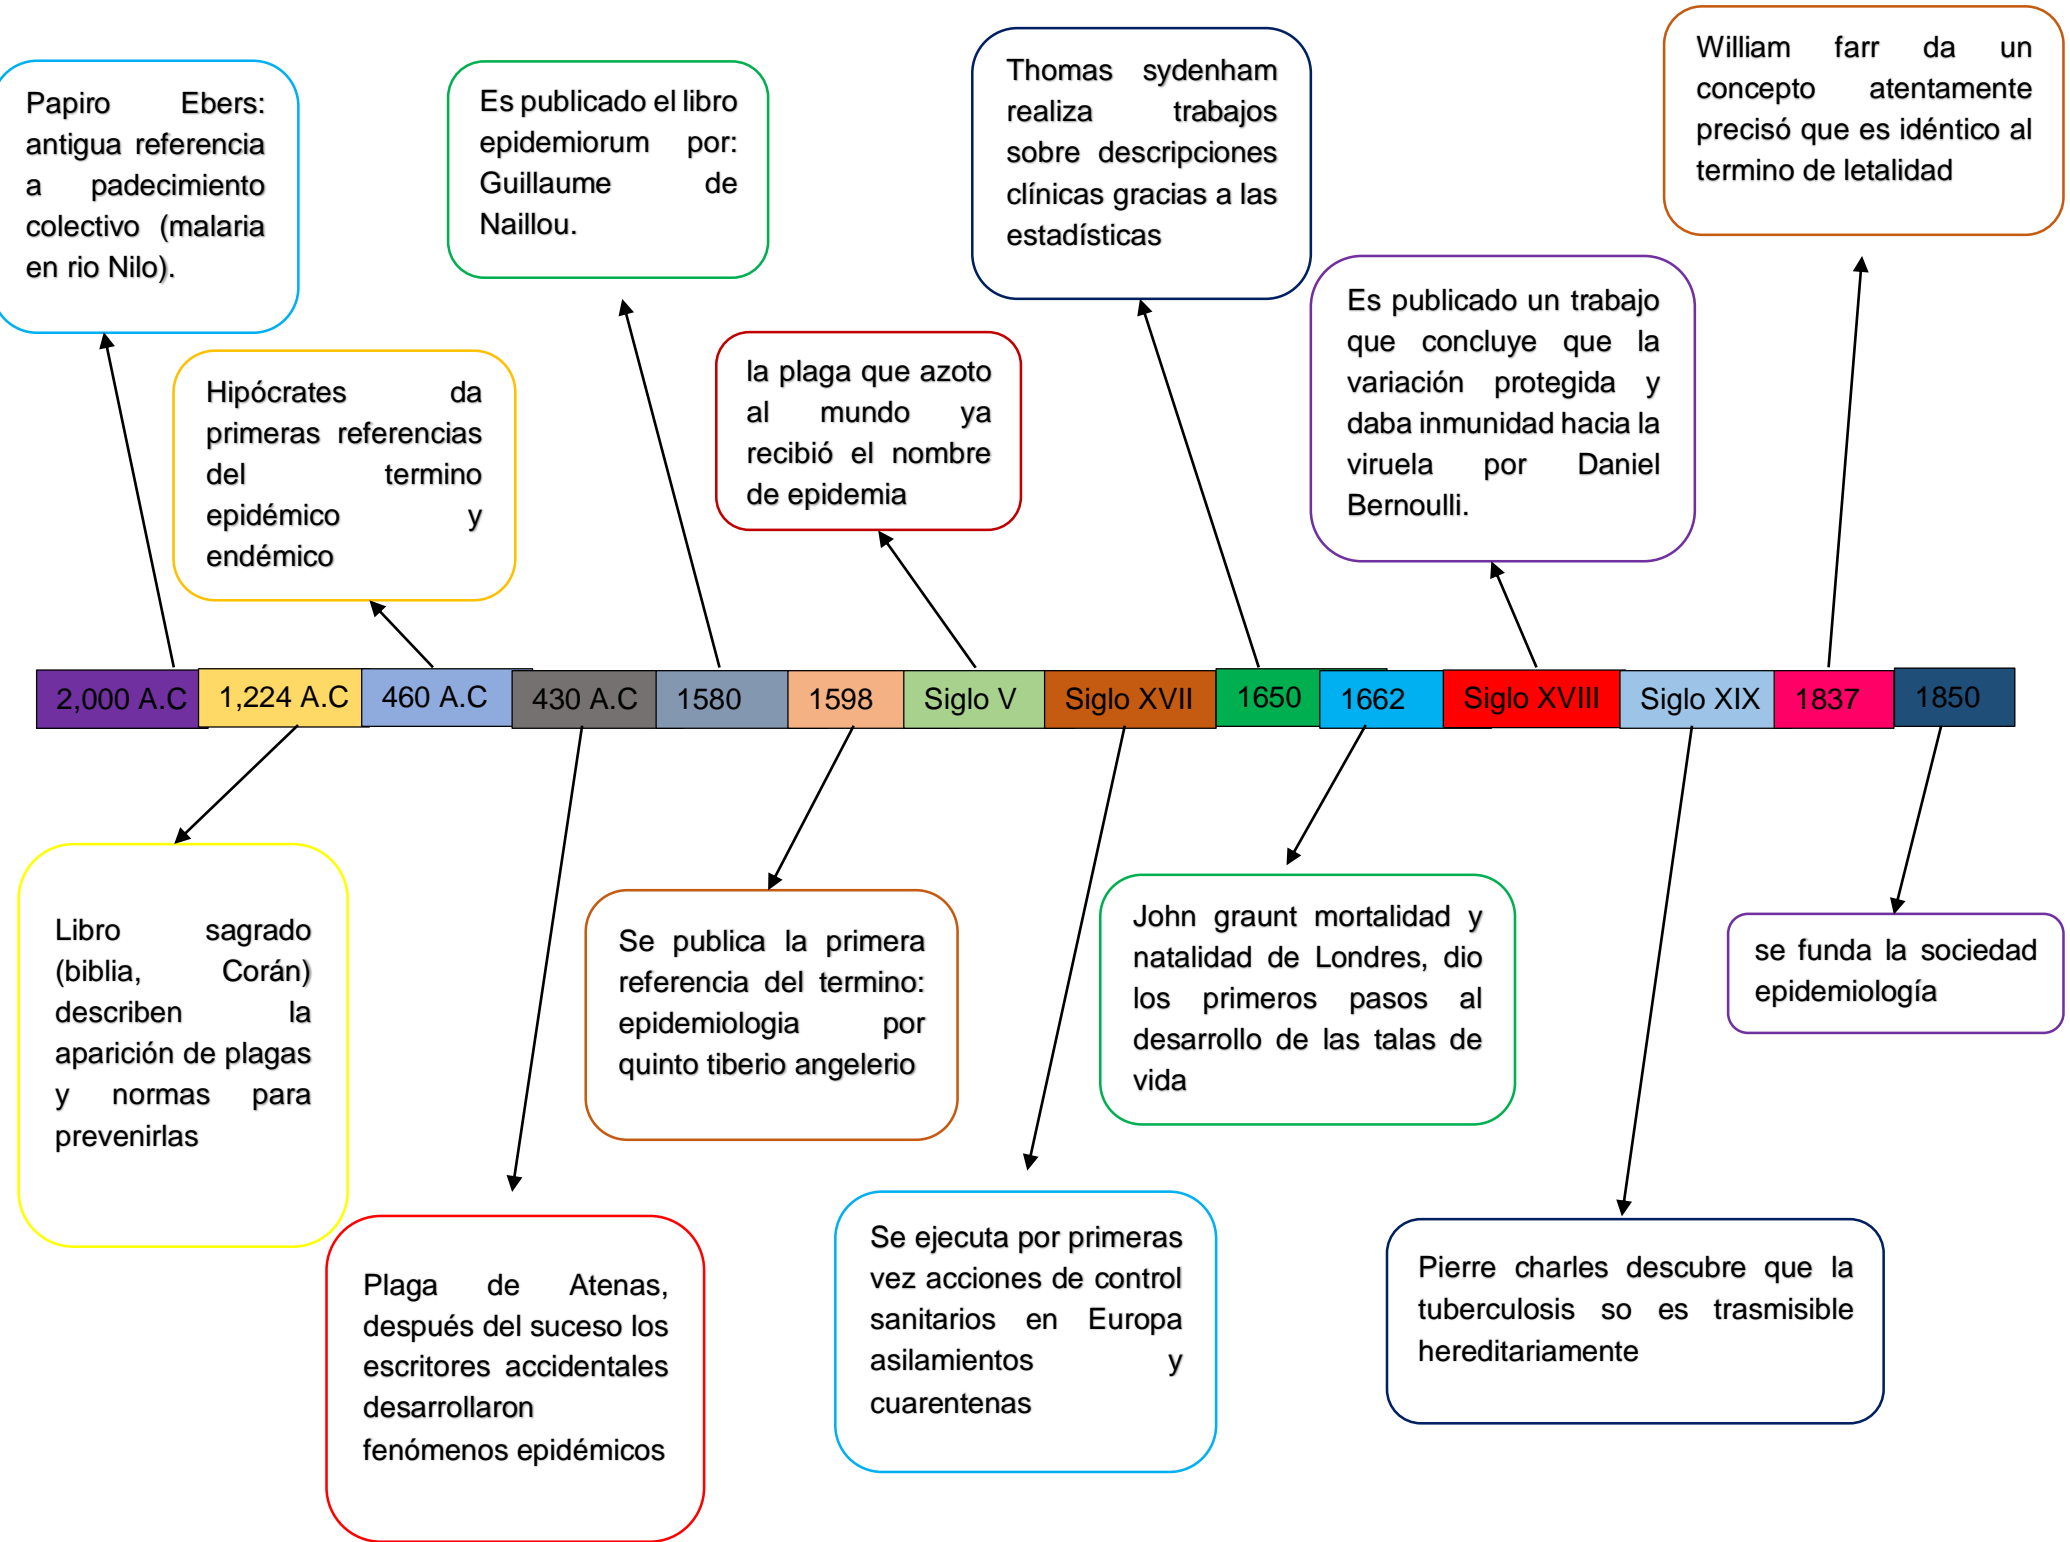 Papiro Ebers:
antigua referencia
a padecimiento
colectivo (malaria
en rio Nilo).
Es publicado el libro
epidemiorum por:
Guillaume de
Naillou.
Thomas sydenham
realiza trabajos
sobre descripciones
clínicas gracias a las
estadísticas
William farr da un
concepto atentamente
precisó que es idéntico al
termino de letalidad
Hipócrates da
primeras referencias
del termino
epidémico y
endémico
la plaga que azoto
al mundo ya
recibió el nombre
de epidemia
Es publicado un trabajo
que concluye que la
variación protegida y
daba inmunidad hacia la
viruela por Daniel
Bernoulli.
2,000 A.C
1,224 A.C
460 A.C
430 A.C
1580
1598
Siglo V
Siglo XVII
1650
1662
Siglo XVIII
Siglo XIX
1837
1850
Libro sagrado
(biblia, Corán)
describen la
aparición de plagas
y normas para
prevenirlas
Se publica la primera
referencia del termino:
epidemiologia por
quinto tiberio angelerio
John graunt mortalidad y
natalidad de Londres, dio
los primeros pasos al
desarrollo de las talas de
vida
se funda la sociedad
epidemiología
Plaga de Atenas,
después del suceso los
escritores accidentales
desarrollaron
fenómenos epidémicos
Se ejecuta por primeras
vez acciones de control
sanitarios en Europa
asilamientos y
cuarentenas
Pierre charles descubre que la
tuberculosis so es trasmisible
hereditariamente